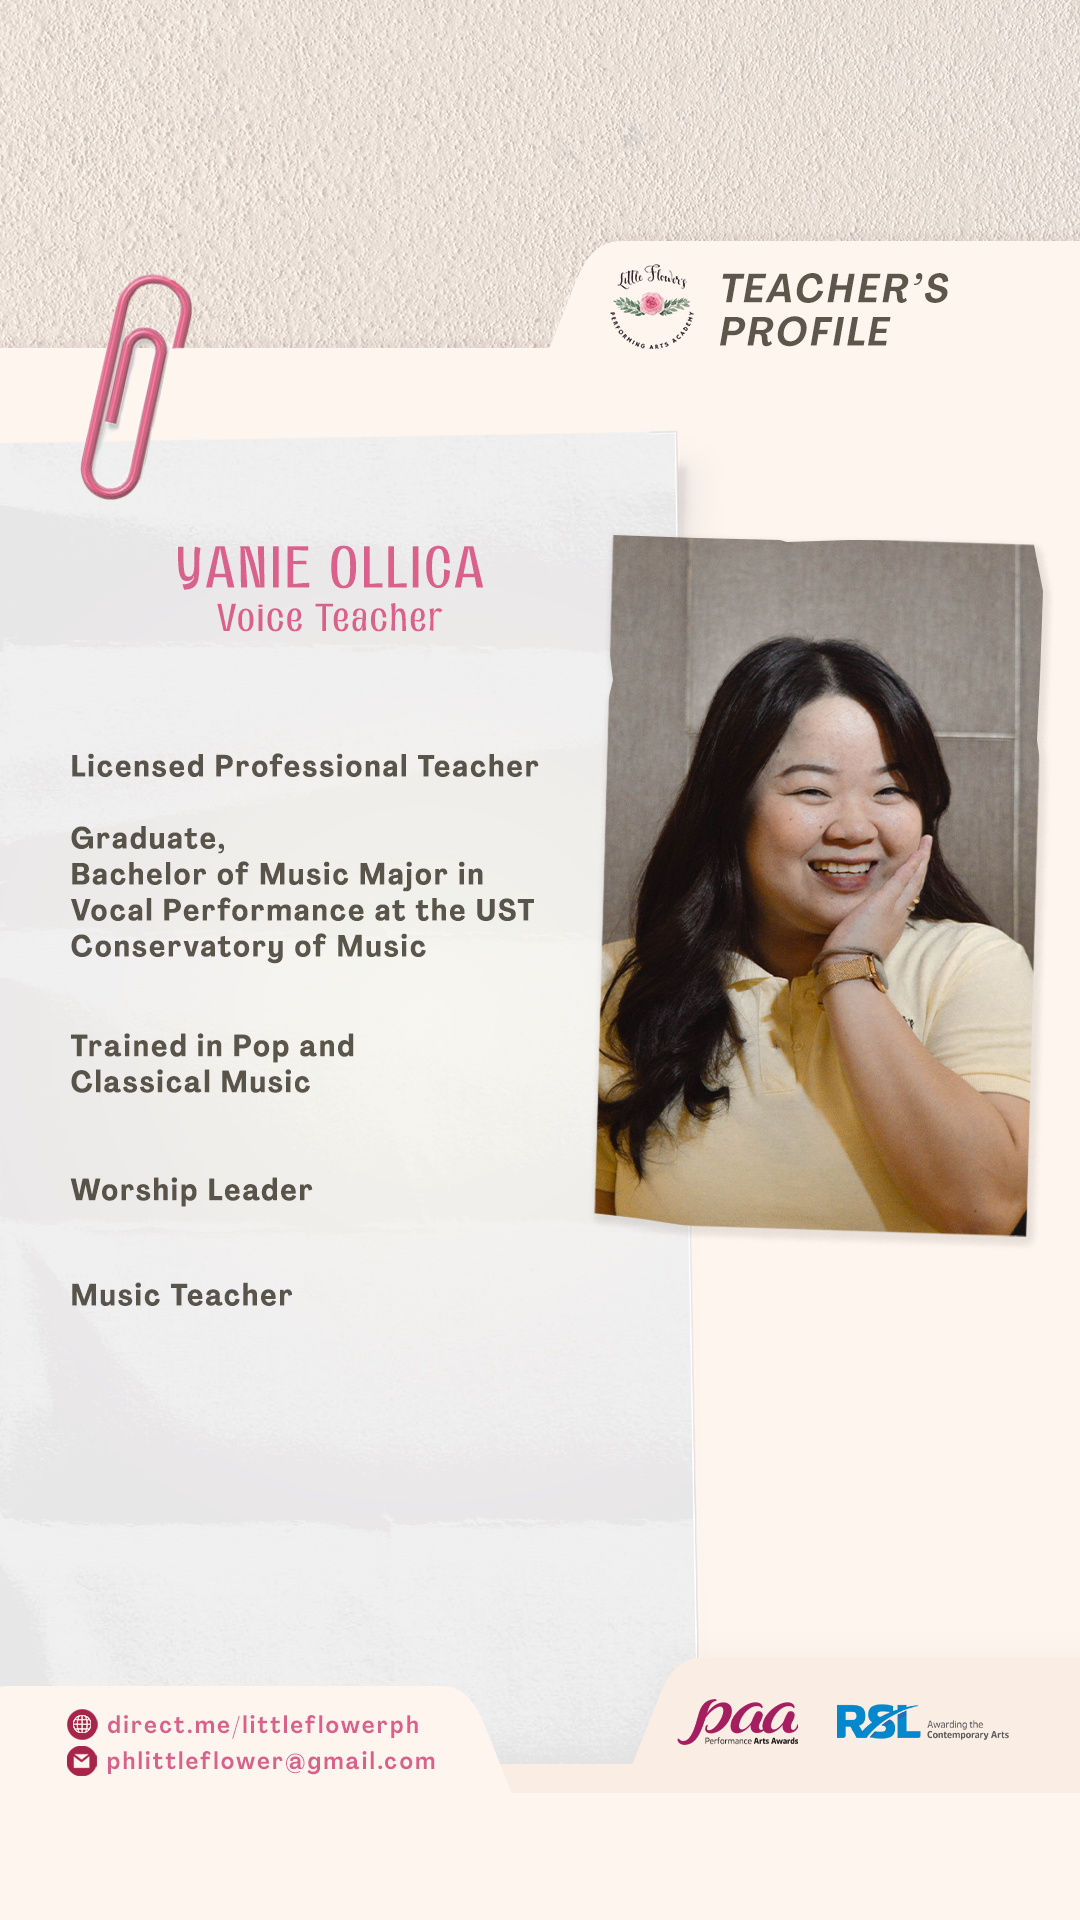 Little Flower's
PERFORMING ARTS ACADEMY
TEACHER’S
PROFILE
YANIE OLLICA
Voice Teacher
Licensed Professional Teacher
Graduate,
Bachelor of Music Major in
Vocal Performance at the UST
Conservatory of Music
Trained in Pop and
Classical Music
Worship Leader
Music Teacher
direct.me/littleflowerph
phlittleflower@gmail.com
paa
Performance Arts Awards
RSL
Awarding the
Contemporary Arts